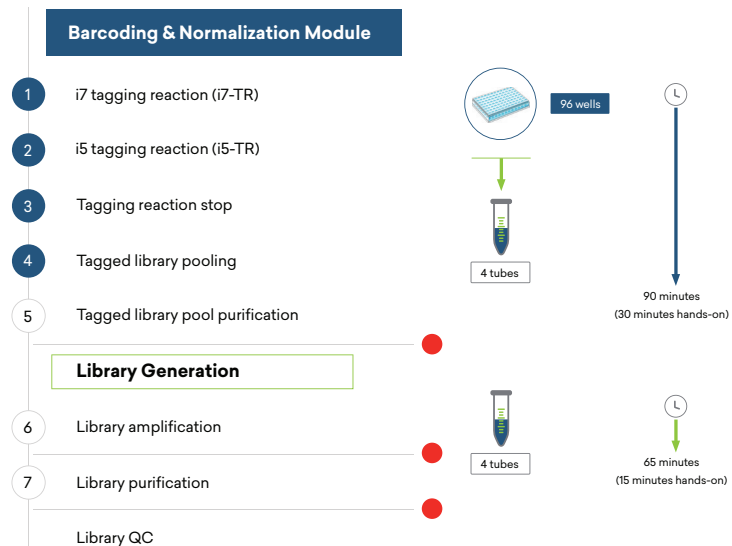 Barcoding & Normalization Module
1 i7 tagging reaction (i7-TR)
96 wells
2 i5 tagging reaction (i5-TR)
3 Tagging reaction stop
4 Tagged library pooling
4 tubes
90 minutes
(30 minutes hands-on)
5 Tagged library pool purification
Library Generation
6 Library amplification
4 tubes
65 minutes
(15 minutes hands-on)
7 Library purification
Library QC